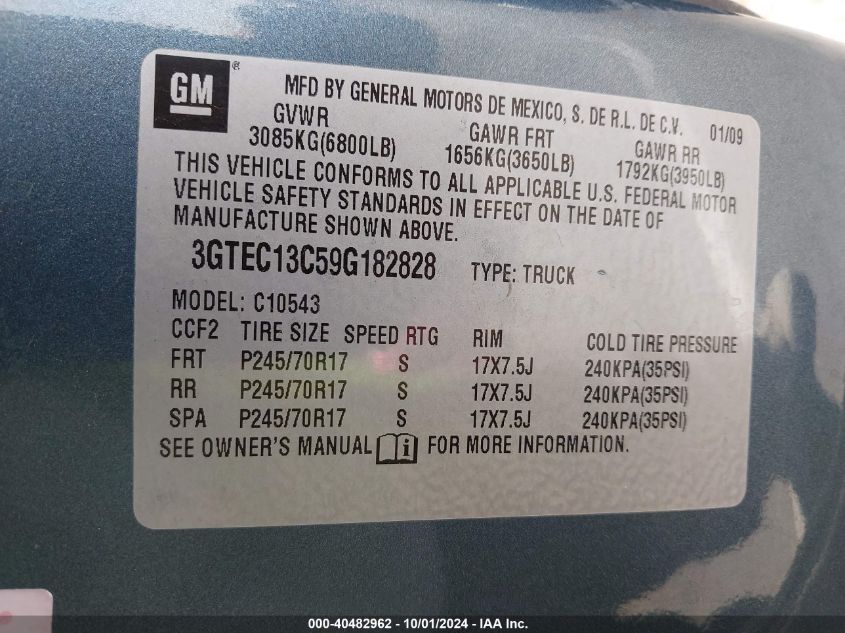 GM ® MFD BY GENERAL MOTORS DE MEXICO, S. DE R.L. DE C.V. 01/09
GVWR GAWR FRT GAWR RR
3085KG(6800LB) 1656KG(3650LB) 1792KG(3950LB)
THIS VEHICLE CONFORMS TO ALL APPLICABLE U.S. FEDERAL MOTOR
VEHICLE SAFETY STANDARDS IN EFFECT ON THE DATE OF
MANUFACTURE SHOWN ABOVE.
3GTEC13C59G182828 TYPE: TRUCK
MODEL: C10543
CCF2 TIRE SIZE SPEED RTG RIM COLD TIRE PRESSURE
FRT P245/70R17 S 17X7.5J 240KPA(35PSI)
RR P245/70R17 S 17X7.5J 240KPA(35PSI)
SPA P245/70R17 S 17X7.5J 240KPA(35PSI)
SEE OWNER'S MANUAL i FOR MORE INFORMATION.
000-40482962 - 10/01/2024 - IAA Inc.